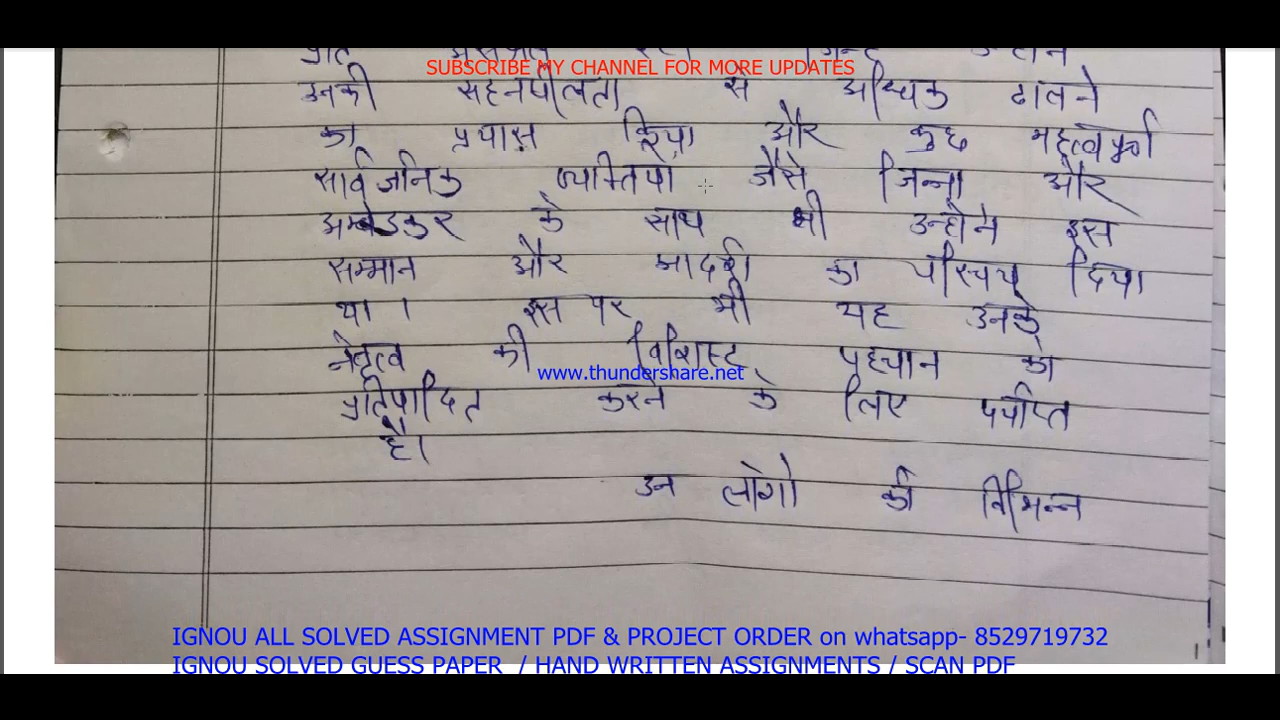 SUBSCRIBE MY CHANNEL FOR MORE UPDATES
उनकी सहनशीलता से अधिक ढालने
का प्रयास किया और कुछ महत्वपूर्ण
सार्वजनिक व्यक्तियों जैसे जिन्ना और
अम्बेडकर के साथ भी उन्होने इस
सम्मान और आदर्श का परिचय दिया
था । इस पर भी यह उनके
नेतृत्व की विशिस्ट पहचान को
प्रतिपादित करने के लिए पर्याप्त
है।
www.thundershare.net
उन लोगो की विभिन्न
IGNOU ALL SOLVED ASSIGNMENT PDF & PROJECT ORDER on whatsapp- 8529719732
IGNOU SOLVED GUESS PAPER / HAND WRITTEN ASSIGNMENTS / SCAN PDF